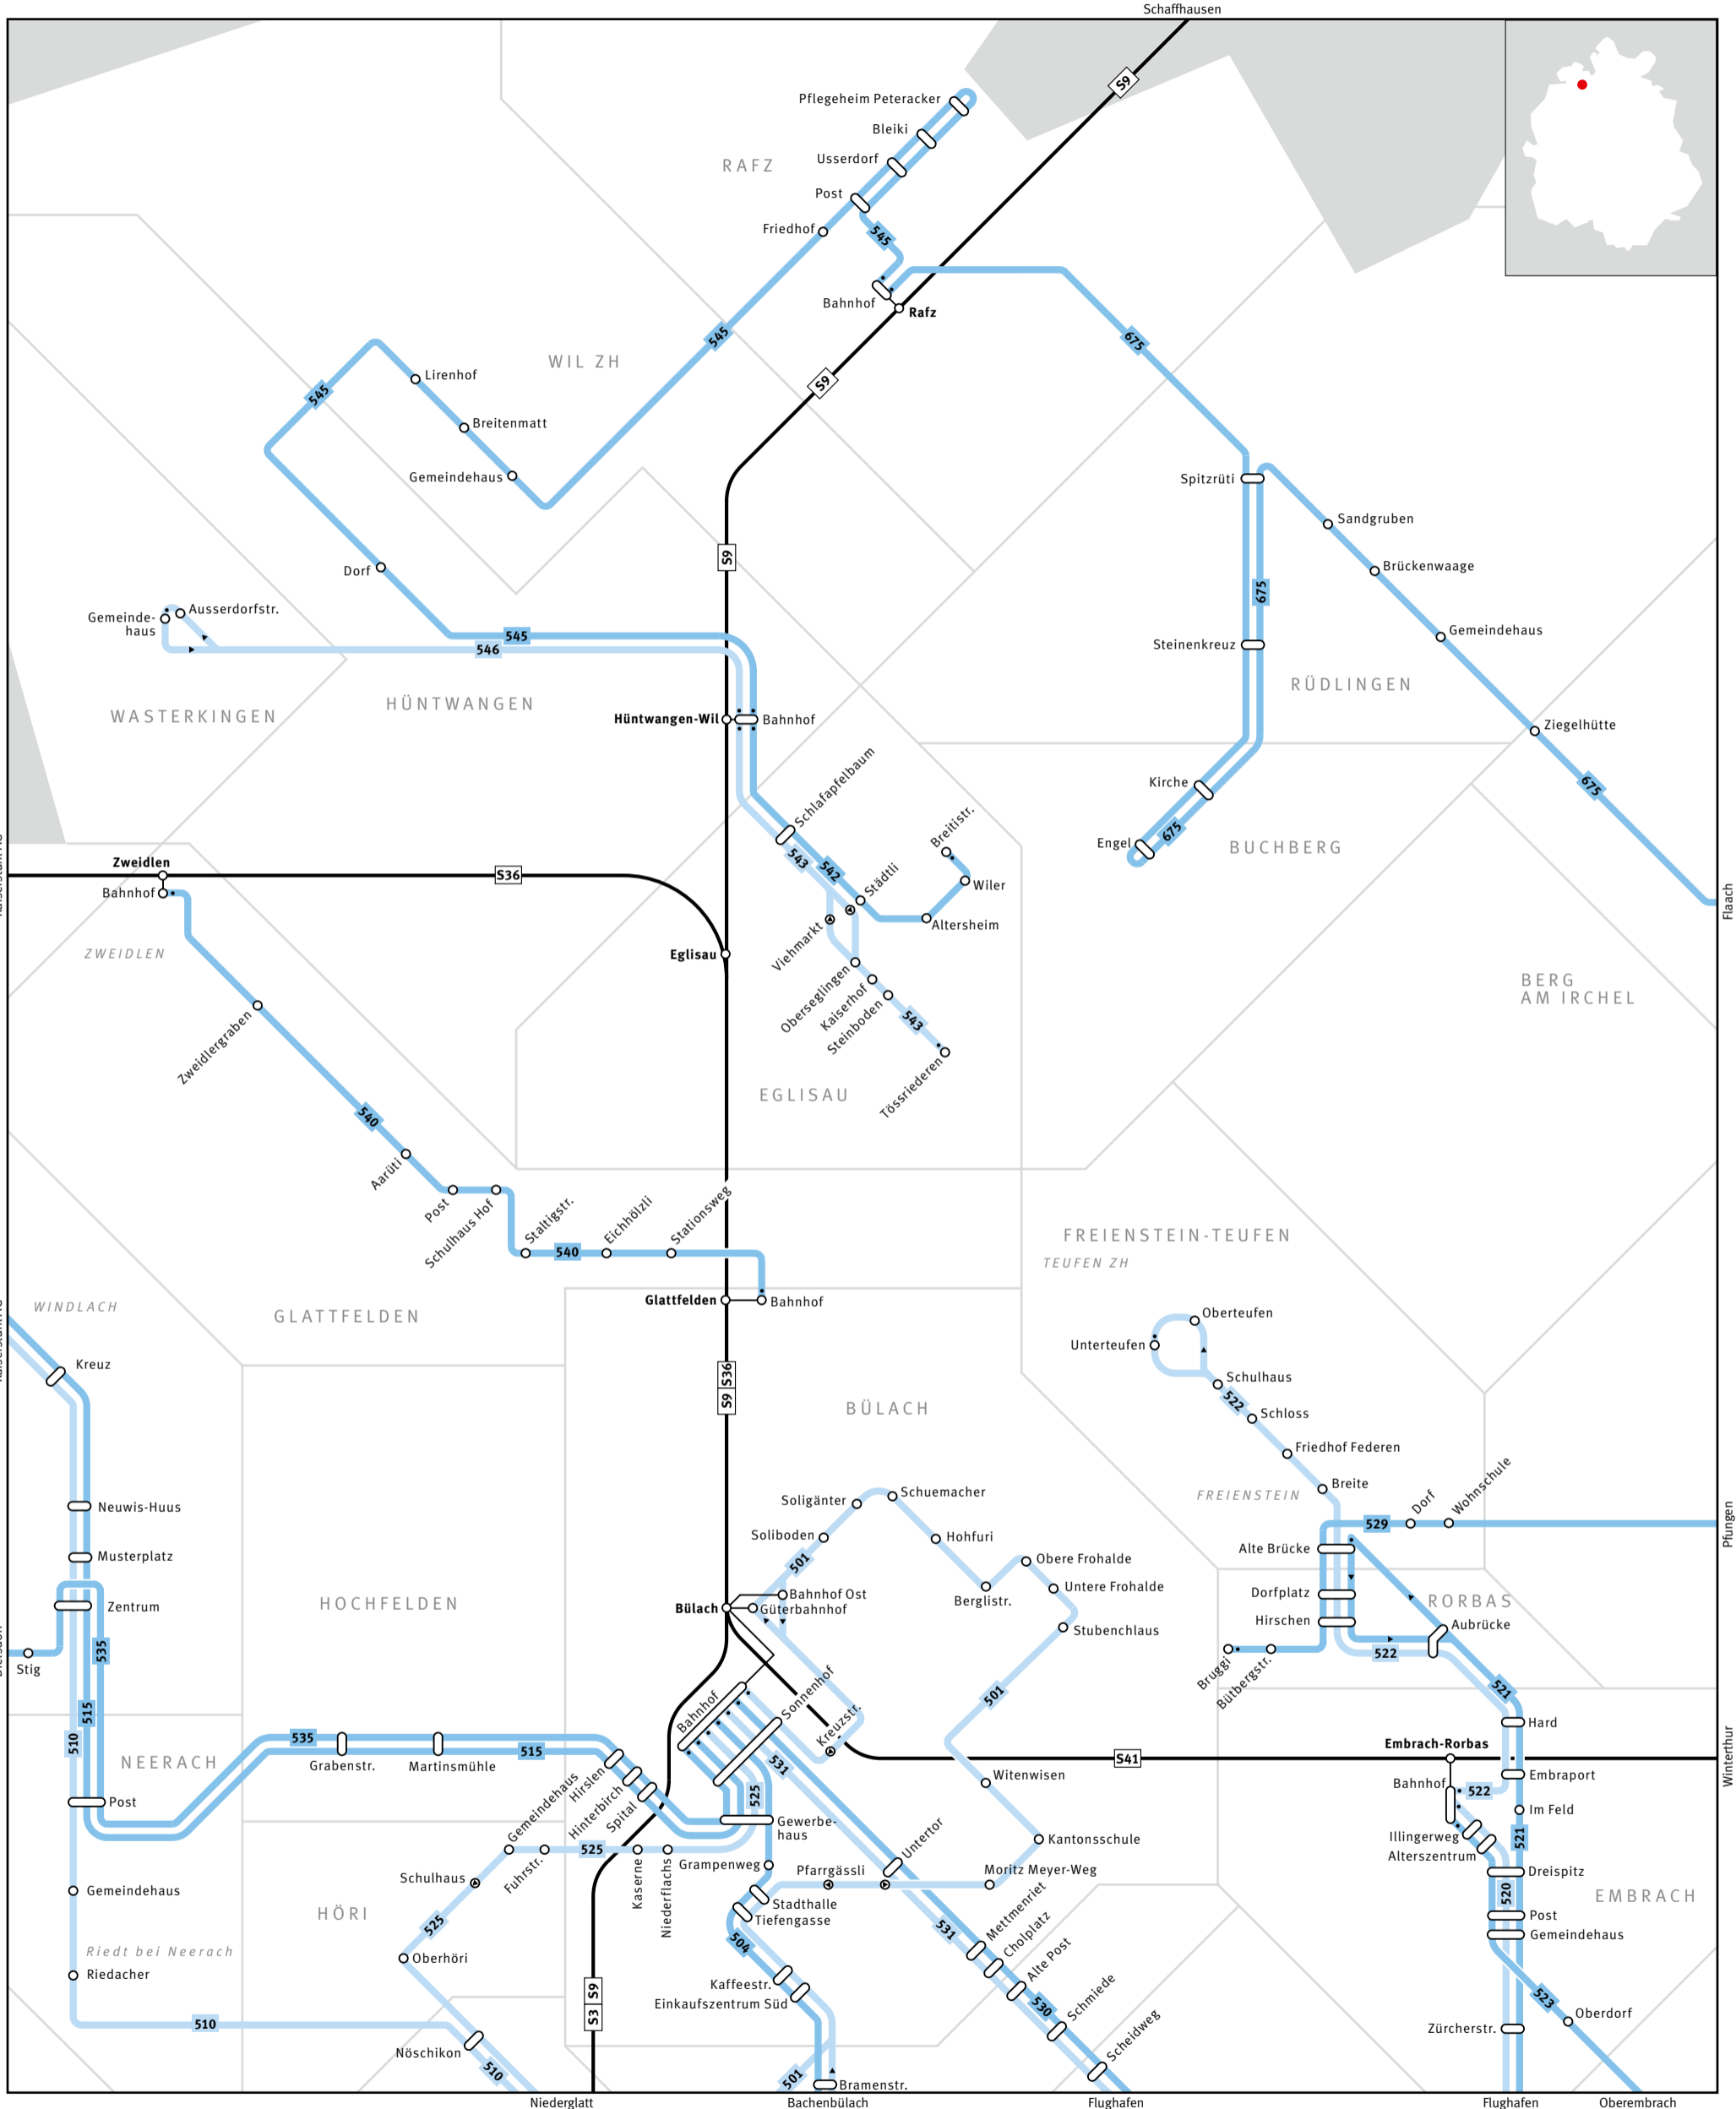 Schaffhausen
S9
Pflegeheim Peteracker
Bleiki
RAFZ
Usserdorf
Post
Friedhof
545
Bahnhof
Rafz
545
675
WIL ZH
Lirenhof
S9
545
Breitenmatt
Gemeindehaus
Spitzrüti
Sandgruben
S9
Dorf
Brückenwaage
675
Gemeinde-
haus
Ausserdorfstr.
545
546
Gemeindehaus
Steinenkreuz
RÜDLINGEN
WASTERKINGEN
HÜNTWANGEN
Hüntwangen-Wil
Bahnhof
Ziegelhütte
Schlafapfelbaum
Kirche
675
Engel
675
BUCHBERG
Breitistr.
543
542
Zweidlen
S36
Bahnhof
Städtli
Wiler
Flaach
Viehmarkt
Altersheim
ZWEIDLEN
Eglisau
Oberseglingen
Kaiserhof
Steinboden
543
BERG
AM IRCHEL
Zweidlergraben
Tössriederen
EGLISAU
540
Aarüti
Post
Schulhaus Hof
Staltigstr.
Eichhölzli
Stationsweg
540
FREIENSTEIN-TEUFEN
TEUFEN ZH
WINDLACH
GLATTFELDEN
Glattfelden
Bahnhof
Oberteufen
Unterteufen
Kreuz
S9 S36
Schulhaus
522
Schloss
BÜLACH
Friedhof Federen
Breite
Neuwis-Huus
Soligänter
Schuemacher
FREIENSTEIN
Dorf
Wohnschule
529
Pfungen
Soliboden
Hohfuri
Alte Brücke
Musterplatz
501
Obere Frohalde
Untere Frohalde
Berglistr.
Bahnhof Ost
Güterbahnhof
Dorfplatz
RORBAS
Zentrum
HOCHFELDEN
Bülach
Hirschen
Aubrücke
Stubenchlaus
Stig
535
522
Bruggi
Bütbergstr.
Bahnhof
Sonnenhof
501
521
515
510
Kreuzstr.
Hard
535
515
NEERACH
Grabenstr.
Martinsmühle
531
S41
Embrach-Rorbas
Winterthur
Witenwisen
Embraport
Bahnhof
522
Post
Gemeindehaus
Hirslen
Hinterbirch
Spital
525
Gewerbe-
haus
Im Feld
521
525
Fuhrstr.
Kaserne
Niederflachs
Grampenweg
Untertor
Kantonsschule
Illingerweg
Alterszentrum
Dreispitz
Schulhaus
Pfarrgässli
Moritz Meyer-Weg
Gemeindehaus
520
EMBRACH
HÖRI
Stadthalle
Tiefengasse
Post
Gemeindehaus
525
504
531
Mettmenriet
Cholplatz
Alte Post
Riedt bei Neerach
Oberhöri
Riedacher
Kaffeestr.
Einkaufszentrum Süd
S3 S9
530
Schmiede
523
Oberdorf
510
Zürcherstr.
Nöschikon
510
Scheidweg
501
Bramenstr.
Niederglatt
Bachenbülach
Flughafen
Flughafen
Oberembrach